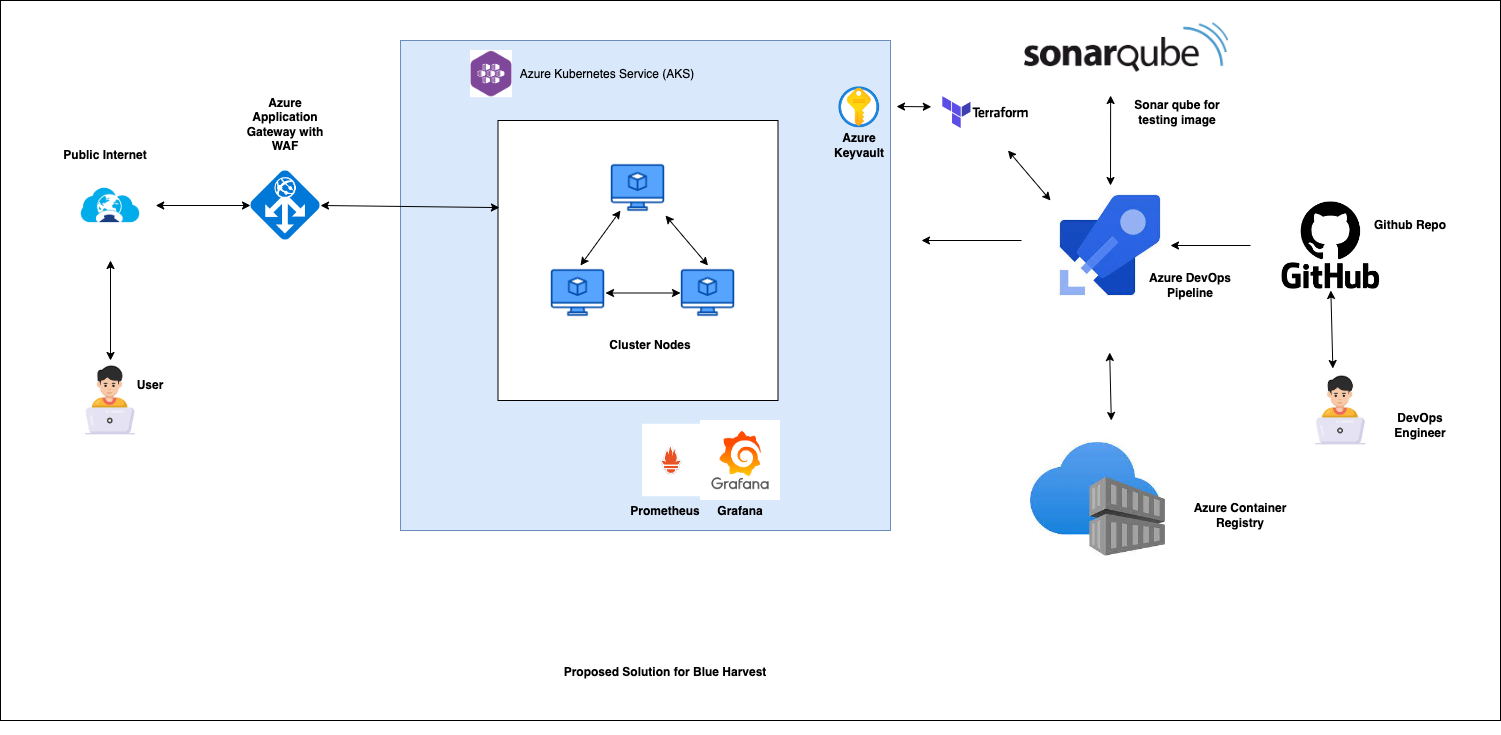 sonarqube
Azure Kubernetes Service (AKS)
Azure
Application
Gateway with
WAF
Public Internet
Azure
Keyvault
Terraform
Sonar qube for
testing image
Github Repo
GitHub
Azure DevOps
Pipeline
Cluster Nodes
User
DevOps
Engineer
Grafana
Prometheus
Grafana
Azure Container
Registry
Proposed Solution for Blue Harvest